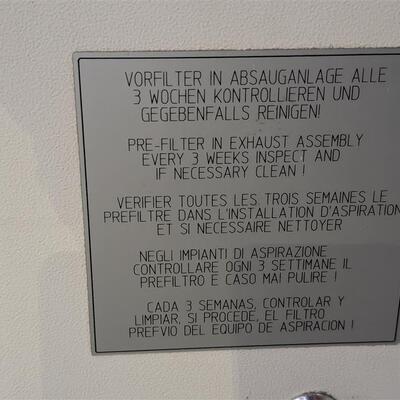 VORFILTER IN ABSAUGANLAGE ALLE
3 WOCHEN KONTROLLIEREN UND
GEGEBENFALLS REINIGEN!
PRE-FILTER IN EXHAUST ASSEMBLY
EVERY 3 WEEKS INSPECT AND
IF NECESSARY CLEAN !
VERIFIER TOUTES LES TROIS SEMAINES LE
PREFILTRE DANS L'INSTALLATION D'ASPIRATION
ET SI NECESSAIRE NETTOYER
NEGLI IMPIANTI DI ASPIRAZIONE
CONTROLLARE OGNI 3 SETTIMANE IL
PREFILTRO E CASO MAI PULIRE !
CADA 3 SEMANAS, CONTROLAR Y
LIMPIAR, SI PROCEDE, EL FILTRO
PREFVIO DEL EQUIPO DE ASPIRACION !